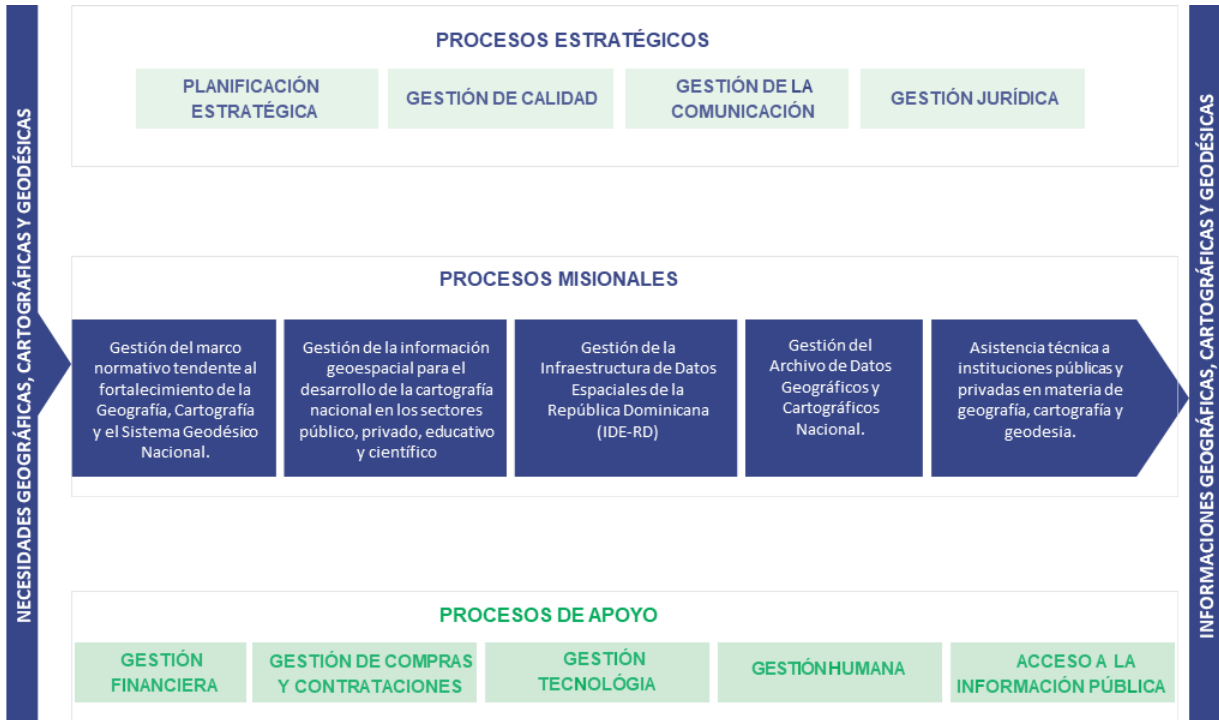 NECESIDADES GEOGRÁFICAS, CARTOGRÁFICAS Y GEODÉSICAS
PROCESOS ESTRATÉGICOS
PLANIFICACIÓN
ESTRATÉGICA
GESTIÓN DE CALIDAD
GESTIÓN DE LA
COMUNICACIÓN
GESTIÓN JURÍDICA
PROCESOS MISIONALES
Gestión del marco
normativo tendente al
fortalecimiento de la
Geografía, Cartografía
y el Sistema Geodésico
Nacional.
Gestión de la información
geoespacial para el
desarrollo de la cartografía
nacional en los sectores
público, privado, educativo
y científico
Gestión de la
Infraestructura de Datos
Espaciales de la
República Dominicana
(IDE-RD)
Gestión del
Archivo de Datos
Geográficos y
Cartográficos
Nacional.
Asistencia técnica a
instituciones públicas y
privadas en materia de
geografía, cartografía y
geodesia.
PROCESOS DE APOYO
GESTIÓN
FINANCIERA
GESTIÓN DE COMPRAS
Y CONTRATACIONES
GESTIÓN
TECNOLÓGIA
GESTIÓN HUMANA
ACCESO A LA
INFORMACIÓN PÚBLICA
INFORMACIONES GEOGRÁFICAS, CARTOGRÁFICAS Y GEODÉSICAS